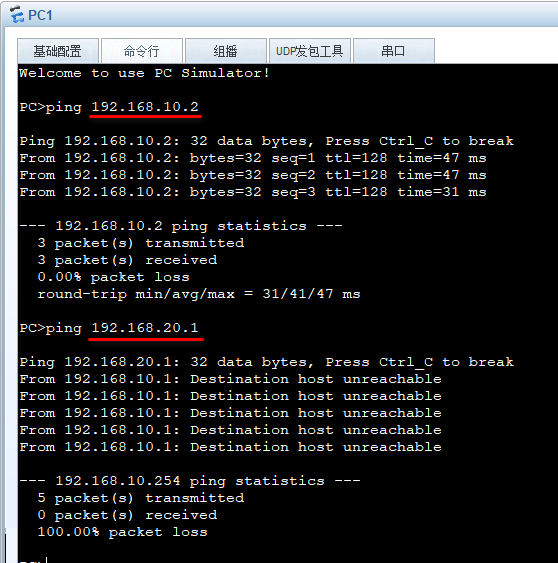 PC1
基础配置 命令行 组播 UDP发包工具 串口
Welcome to use PC Simulator!
PC>ping 192.168.10.2
Ping 192.168.10.2: 32 data bytes, Press Ctrl_C to break
From 192.168.10.2: bytes=32 seq=1 ttl=128 time=47 ms
From 192.168.10.2: bytes=32 seq=2 ttl=128 time=47 ms
From 192.168.10.2: bytes=32 seq=3 ttl=128 time=31 ms
--- 192.168.10.2 ping statistics ---
3 packet(s) transmitted
3 packet(s) received
0.00% packet loss
round-trip min/avg/max = 31/41/47 ms
PC>ping 192.168.20.1
Ping 192.168.20.1: 32 data bytes, Press Ctrl_C to break
From 192.168.10.1: Destination host unreachable
From 192.168.10.1: Destination host unreachable
From 192.168.10.1: Destination host unreachable
From 192.168.10.1: Destination host unreachable
From 192.168.10.1: Destination host unreachable
--- 192.168.10.254 ping statistics ---
5 packet(s) transmitted
0 packet(s) received
100.00% packet loss